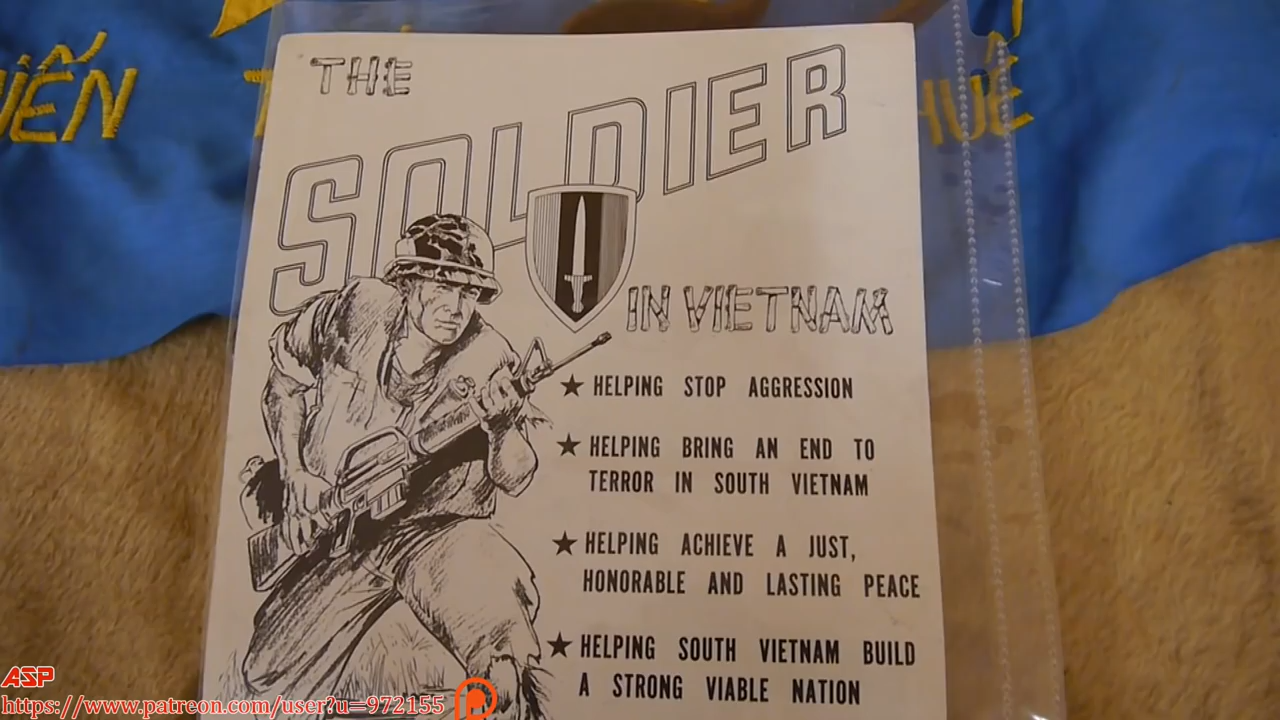 THE
SOLDIER
IN VIETNAM
★ HELPING STOP AGGRESSION
★ HELPING BRING AN END TO
TERROR IN SOUTH VIETNAM
★ HELPING ACHIEVE A JUST,
HONORABLE AND LASTING PEACE
★ HELPING SOUTH VIETNAM BUILD
A STRONG VIABLE NATION
HUẾ
ASP
https://www.patreon.com/user?u=972155